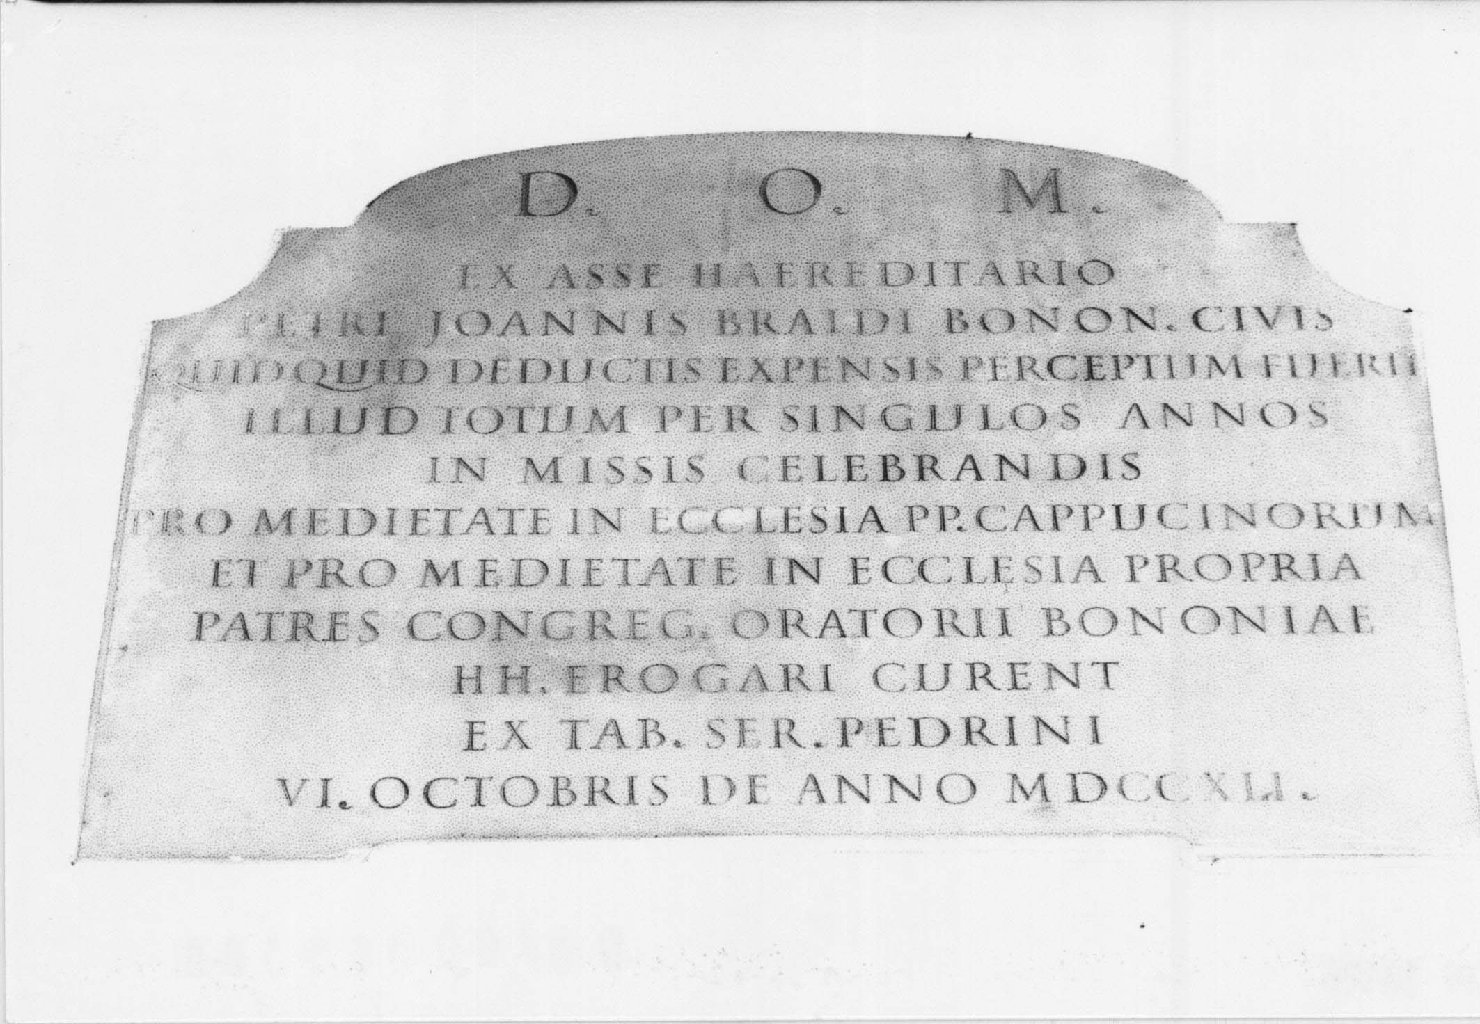 D. O. M.
EX ASSE HAEREDITARIO
PETRI JOANNIS BRAIDI BONON. CIVIS
QUIDQUID DEDUCTIS EXPENSIS PERCEPTUM FUERIT
ILLUD TOTUM PER SINGULOS ANNOS
IN MISSIS CELEBRANDIS
PRO MEDIETATE IN ECCLESIA PP. CAPPUCINORUM
ET PRO MEDIETATE IN ECCLESIA PROPRIA
PATRES CONGREG. ORATORII BONONIAE
HH. EROGARI CURENT
EX TAB. SER. PEDRINI
VI. OCTOBRIS DE ANNO MDCCXLI.